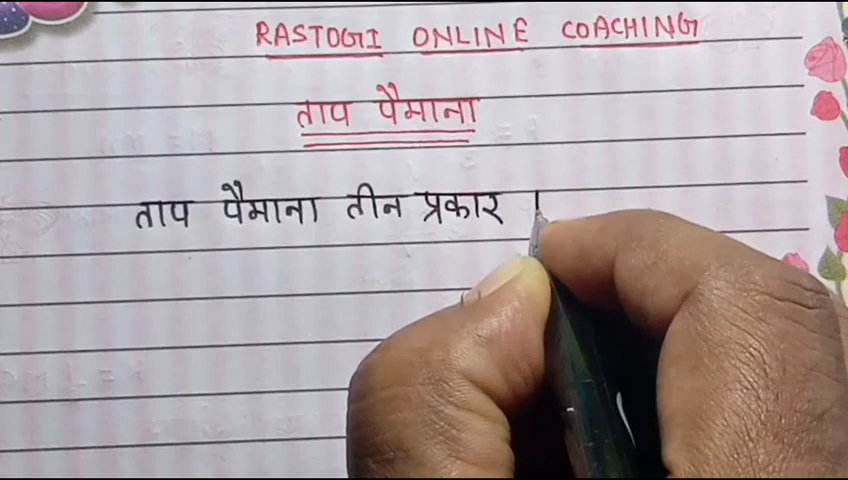 RASTOGI ONLINE COACHING
ताप पैमाना
ताप पैमाना तीन प्रकार